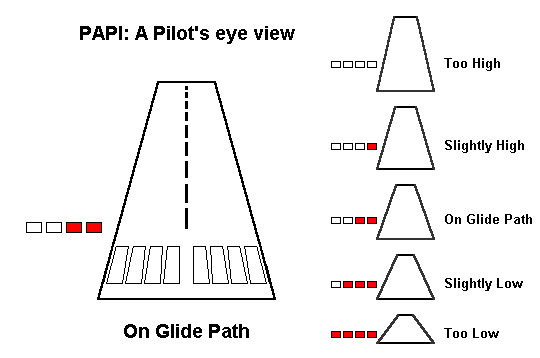 PAPI: A Pilot's eye view
Too High
Slightly High
On Glide Path
Slightly Low
Too Low
On Glide Path